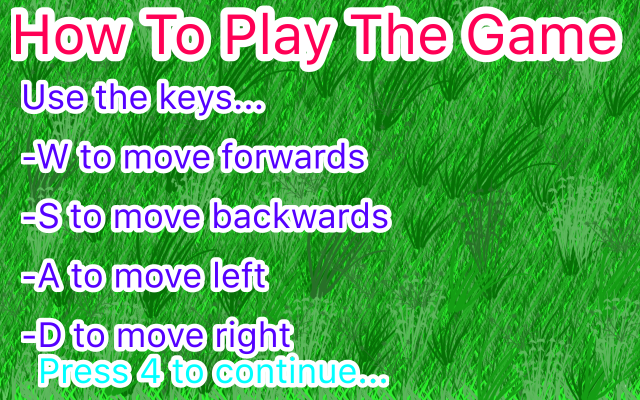 How To Play The Game
Use the keys...
-W to move forwards
-S to move backwards
-A to move left
-D to move right
Press 4 to continue...